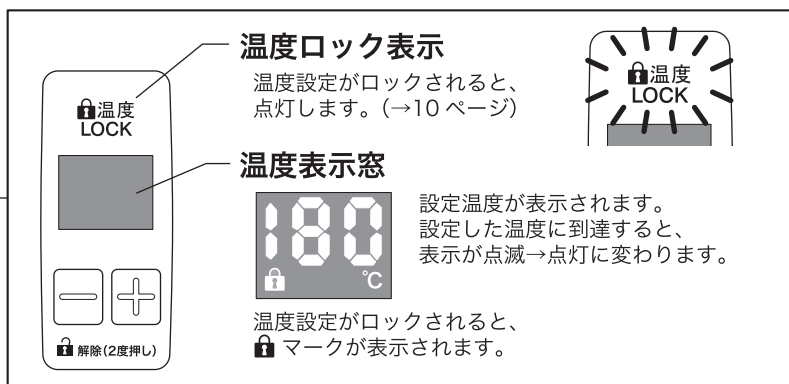 温度ロック表示
温度設定がロックされると、
点灯します。（→10 ページ）
温度
LOCK
温度
LOCK
温度表示窓
180
℃
設定温度が表示されます。
設定した温度に到達すると、
表示が点滅→点灯に変わります。
温度設定がロックされると、
マークが表示されます。
− +
解除(2度押し)